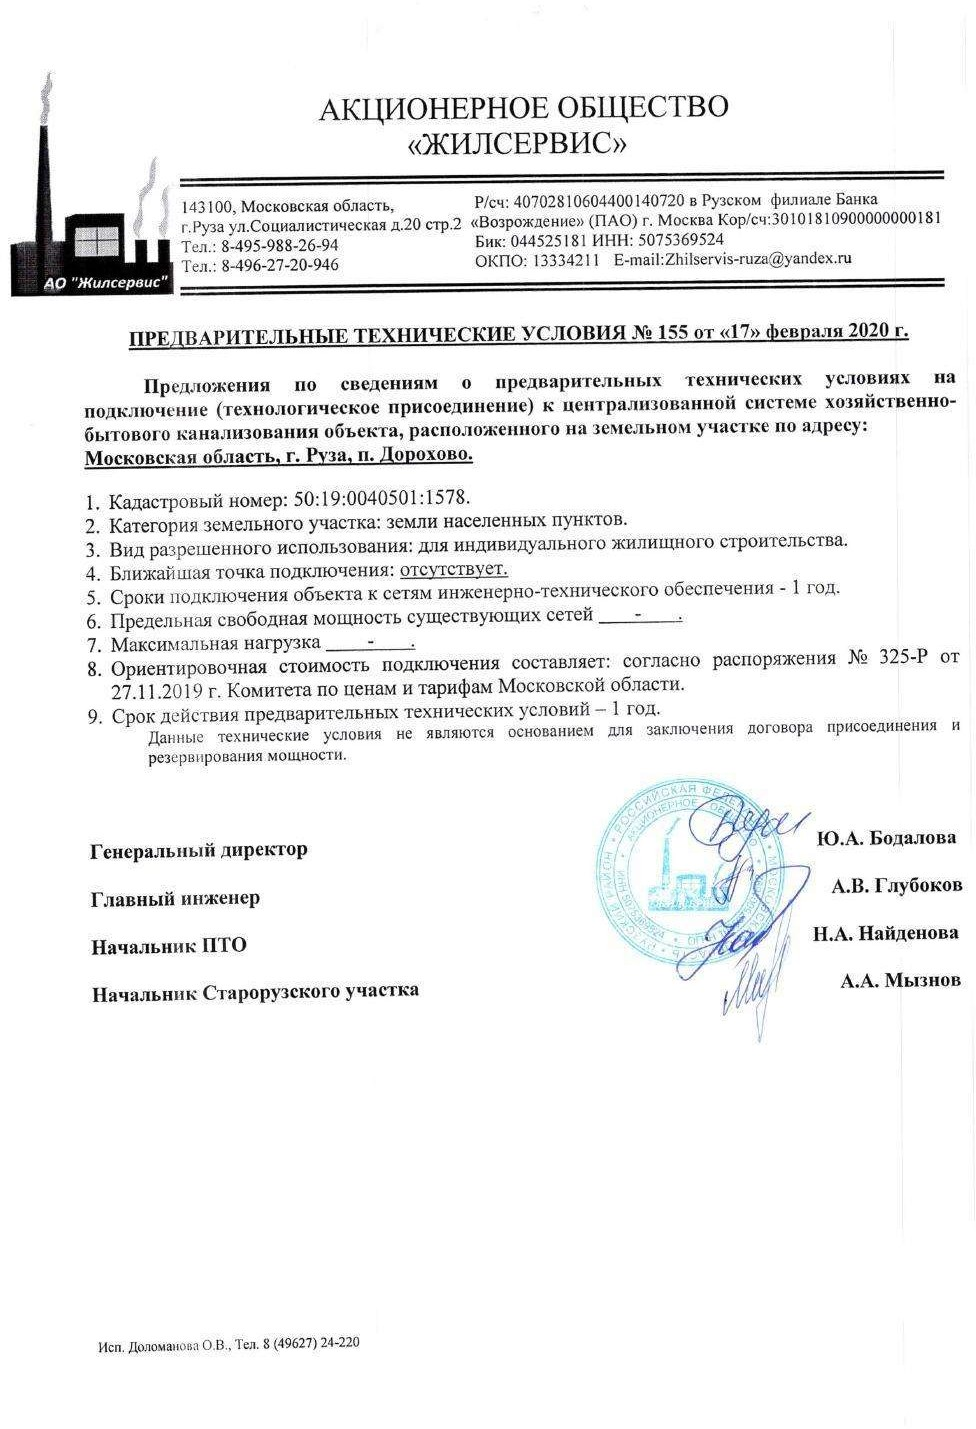 АКЦИОНЕРНОЕ ОБЩЕСТВО
«ЖИЛСЕРВИС»
АО "Жилсервис"
143100, Московская область,
г.Руза ул.Социалистическая д.20 стр.2
Тел.: 8-495-988-26-94
Тел.: 8-496-27-20-946
Р/сч: 40702810604400140720 в Рузском филиале Банка
«Возрождение» (ПАО) г. Москва Кор/сч:30101810900000000181
Бик: 044525181 ИНН: 5075369524
ОКПО: 13334211 E-mail:Zhilservis-ruza@yandex.ru
ПРЕДВАРИТЕЛЬНЫЕ ТЕХНИЧЕСКИЕ УСЛОВИЯ № 155 от «17» февраля 2020 г.
Предложения по сведениям о предварительных технических условиях на
подключение (технологическое присоединение) к централизованной системе хозяйственно-
бытового канализования объекта, расположенного на земельном участке по адресу:
Московская область, г. Руза, п. Дорохово.
1. Кадастровый номер: 50:19:0040501:1578.
2. Категория земельного участка: земли населенных пунктов.
3. Вид разрешенного использования: для индивидуального жилищного строительства.
4. Ближайшая точка подключения: отсутствует.
5. Сроки подключения объекта к сетям инженерно-технического обеспечения - 1 год.
6. Предельная свободная мощность существующих сетей ____-____.
7. Максимальная нагрузка ____-____.
8. Ориентировочная стоимость подключения составляет: согласно распоряжения № 325-Р от
27.11.2019 г. Комитета по ценам и тарифам Московской области.
9. Срок действия предварительных технических условий – 1 год.
Данные технические условия не являются основанием для заключения договора присоединения и
резервирования мощности.
РОССИЙСКАЯ
РУЗСКИЙ РАЙОН
АКЦИОНЕРНОЕ
Генеральный директор Ю.А. Бодалова
Главный инженер А.В. Глубоков
Начальник ПТО Н.А. Найденова
Начальник Старорузского участка А.А. Мызнов
Исп. Доломанова О.В., Тел. 8 (49627) 24-220